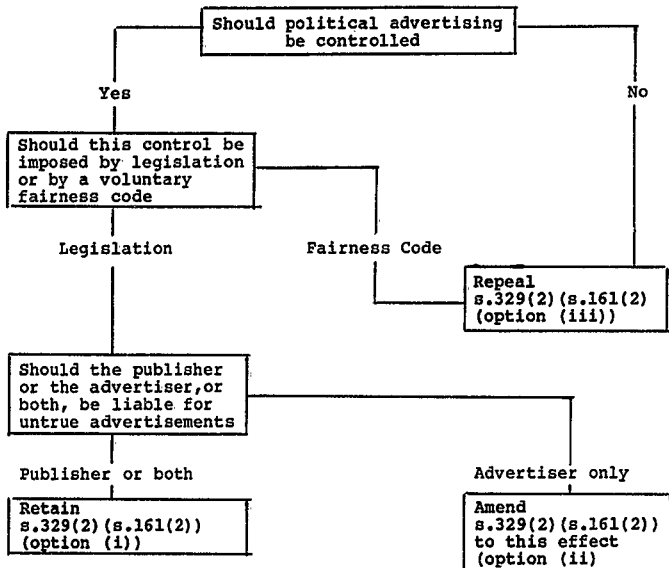 Should political advertising
be controlled
Yes
No
Should this control be
imposed by legislation
or by a voluntary
fairness code
Legislation
Fairness Code
Repeal
s.329(2)(s.161(2)
(option (iii))
Should the publisher
or the advertiser,or
both, be liable for
untrue advertisements
Publisher or both
Advertiser only
Retain
s.329(2)(s.161(2))
(option (i))
Amend
s.329(2)(s.161(2))
to this effect
(option (ii)